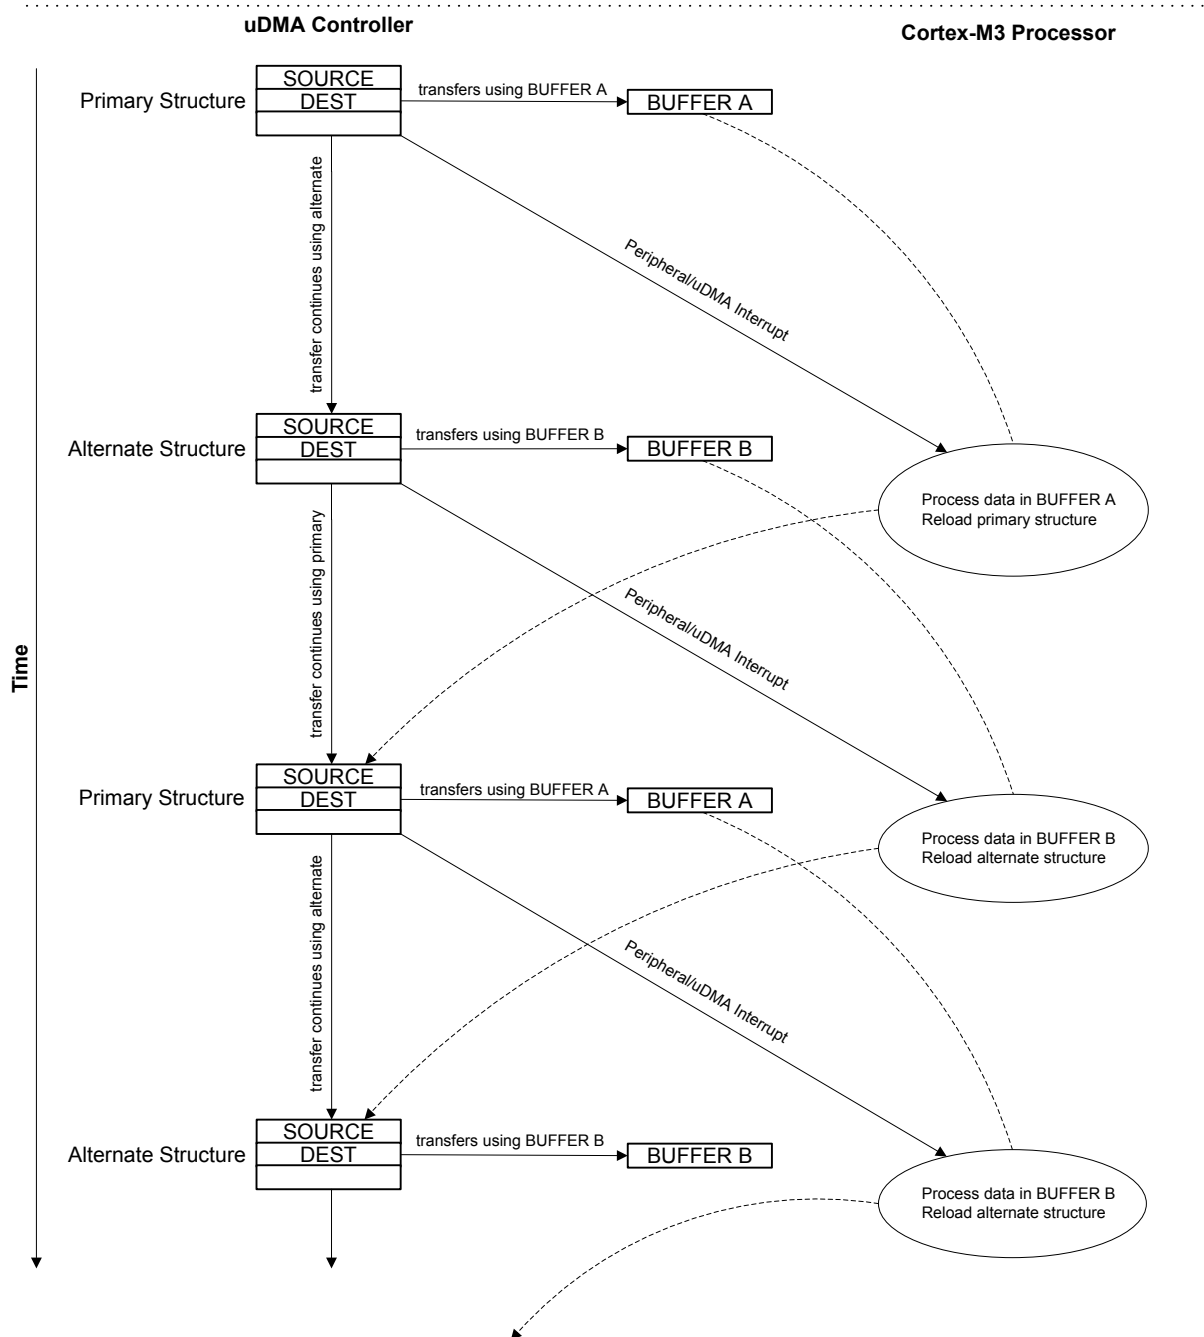 uDMA Controller
Cortex-M3 Processor
SOURCE
transfers using BUFFER A
Primary Structure
DEST
BUFFER A
transfer continues using alternate
Peripheral/uDMA Interrupt
SOURCE
transfers using BUFFER B
Alternate Structure
DEST
BUFFER B
Process data in BUFFER A
Reload primary structure
transfer continues using primary
Peripheral/uDMA Interrupt
Time
SOURCE
transfers using BUFFER A
Primary Structure
DEST
BUFFER A
Process data in BUFFER B
Reload alternate structure
transfer continues using alternate
Peripheral/uDMA Interrupt
SOURCE
transfers using BUFFER B
Alternate Structure
DEST
BUFFER B
Process data in BUFFER B
Reload alternate structure